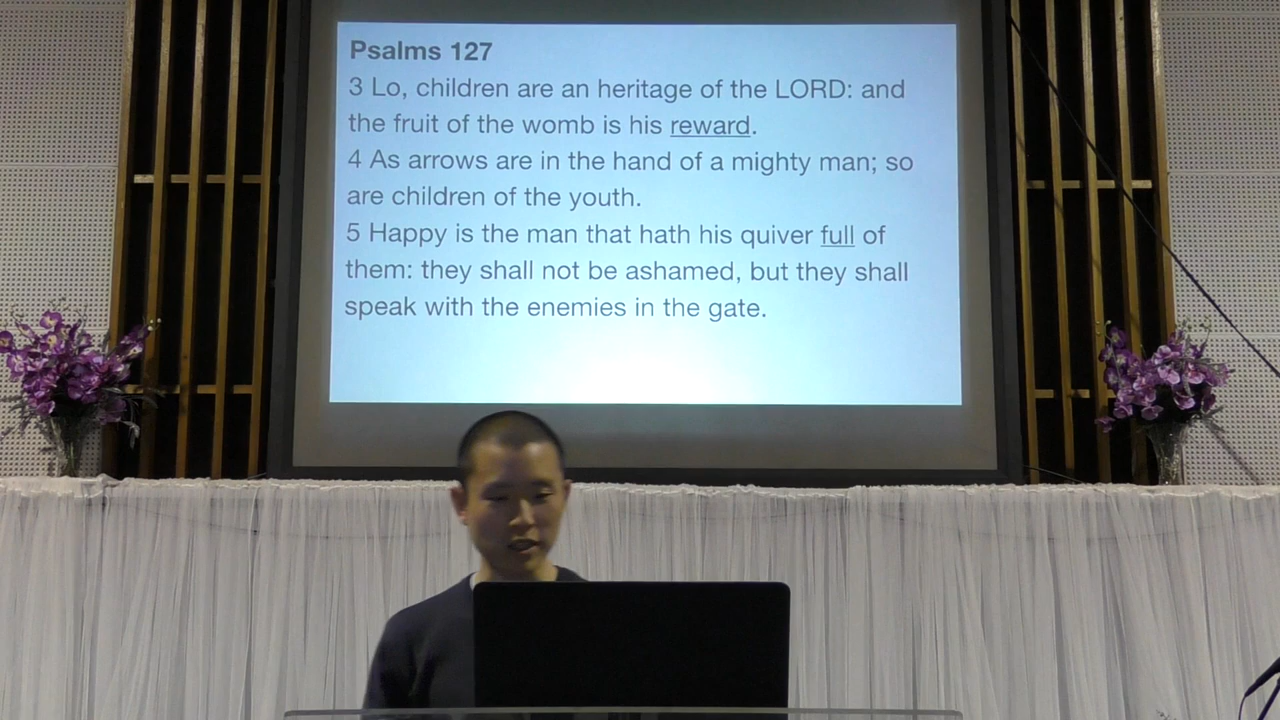 Psalms 127
3 Lo, children are an heritage of the LORD: and
the fruit of the womb is his reward.
4 As arrows are in the hand of a mighty man; so
are children of the youth.
5 Happy is the man that hath his quiver full of
them: they shall not be ashamed, but they shall
speak with the enemies in the gate.